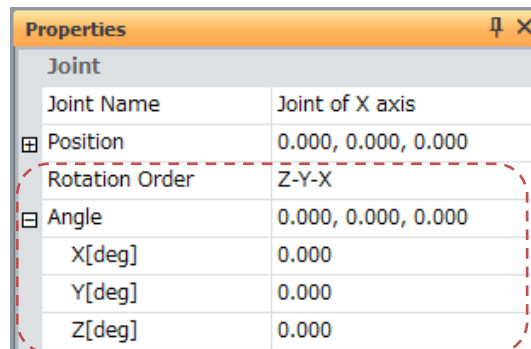 Properties
Joint
Joint Name Joint of X axis
Position 0.000, 0.000, 0.000
Rotation Order Z-Y-X
Angle 0.000, 0.000, 0.000
X[deg] 0.000
Y[deg] 0.000
Z[deg] 0.000